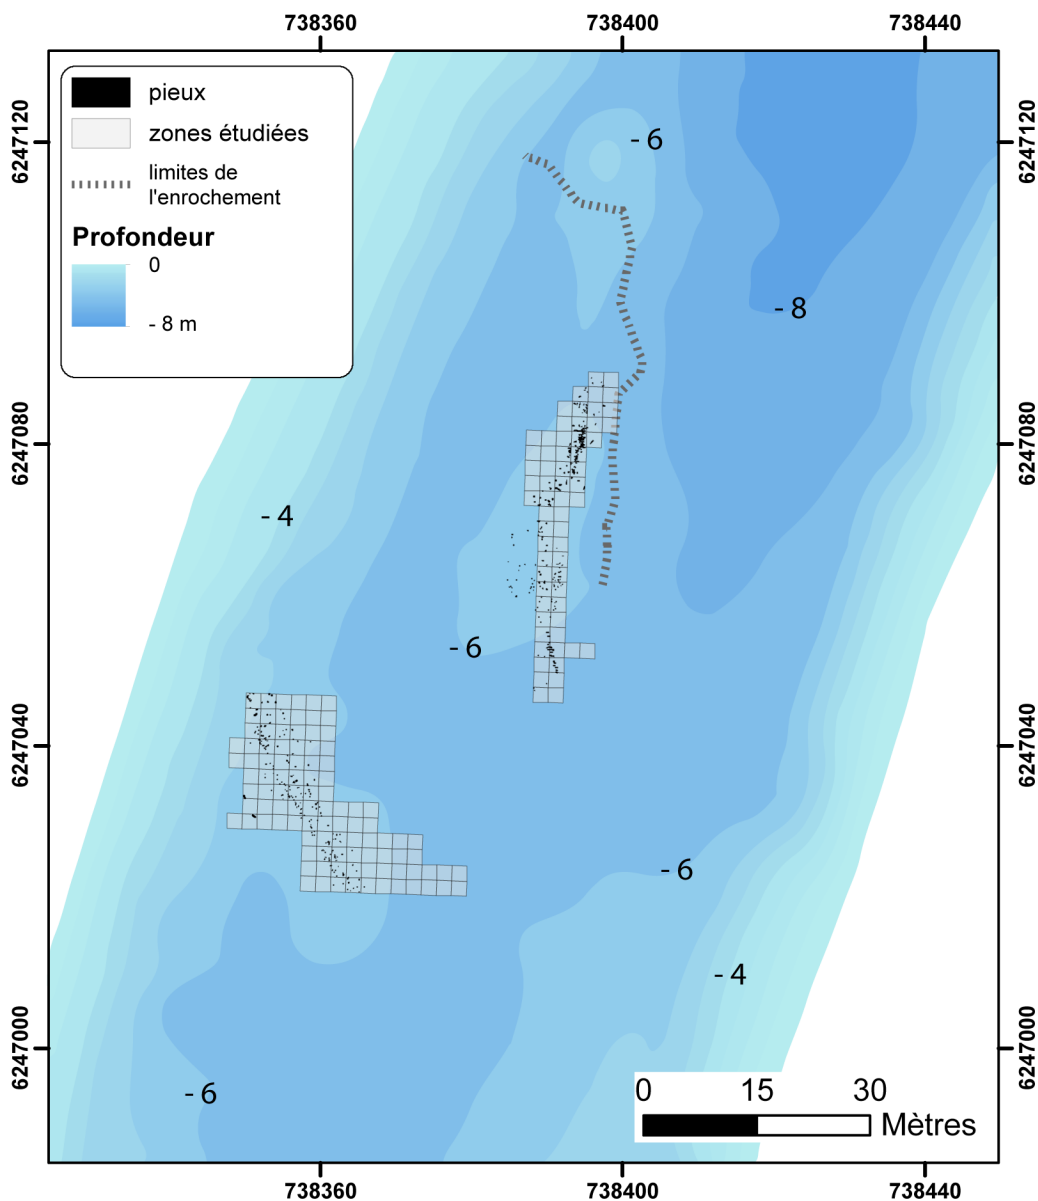 738360 738400 738440
pieux
zones étudiées
limites de
l'enrochement
Profondeur
0
- 8 m
6247120
6247120
- 6
- 8
6247080
6247080
- 4
- 6
6247040
6247040
- 6
- 4
6247000
6247000
- 6
0 15 30
Mètres
738360 738400 738440